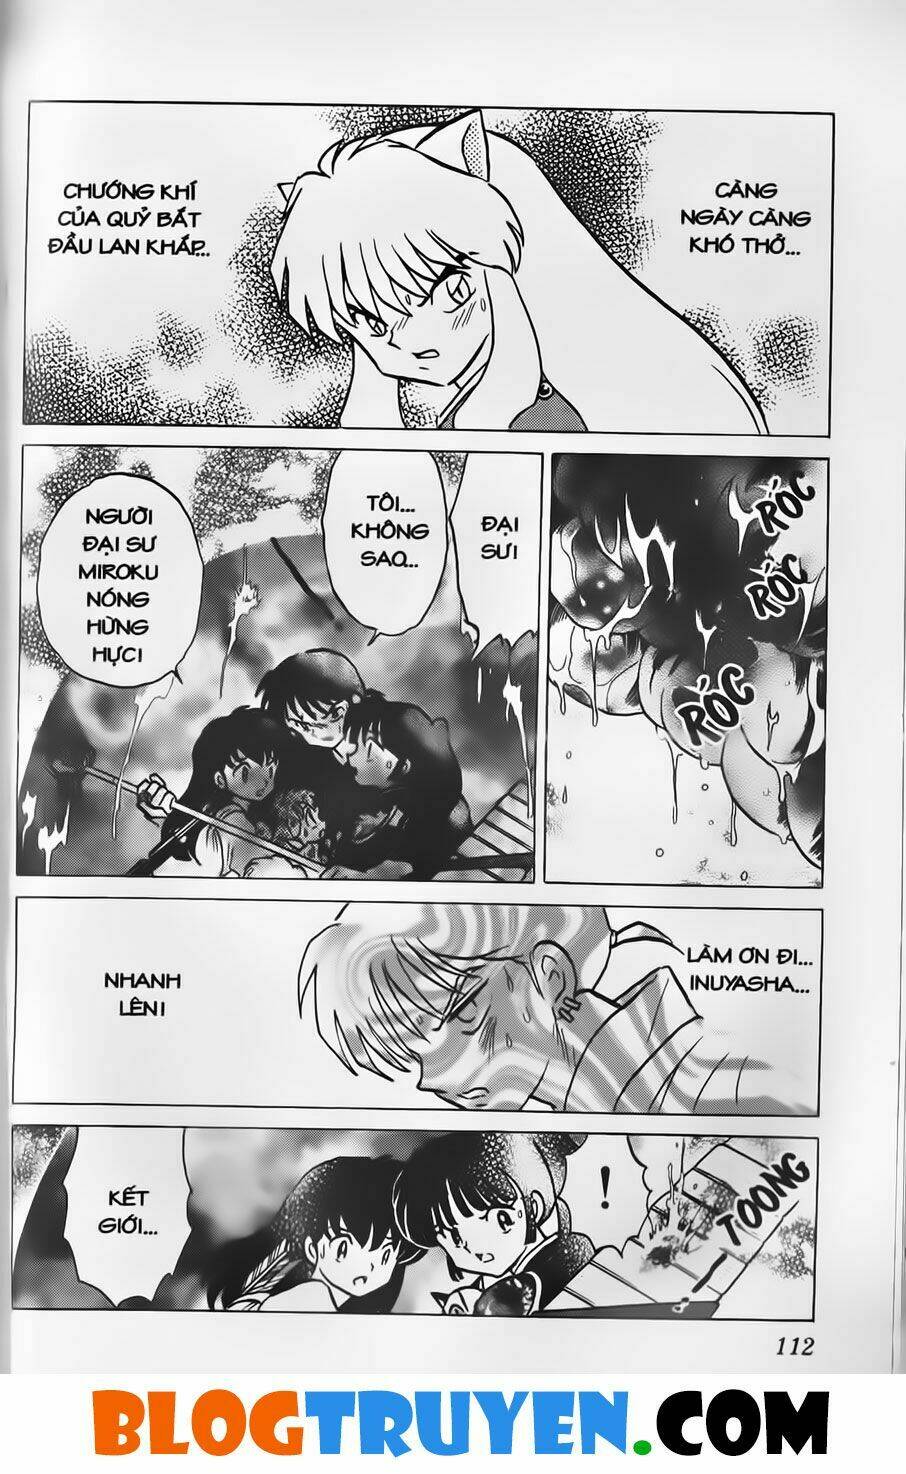 CÀNG
NGÀY CÀNG
KHÓ THỞ...
CHƯỚNG KHÍ
CỦA QUỶ BẮT
ĐẦU LAN KHẮP...
RỐC
RỐC
RỐC
ĐẠI
SƯ!
TÔI...
KHÔNG
SAO...
NGƯỜI
ĐẠI SƯ
MIROKU
NÓNG
HỪNG
HỰC!
LÀM ƠN ĐI...
INUYASHA...
NHANH
LÊN!
TOONG
!
KẾT
GIỚI...
112
BLOGTRUYEN.COM